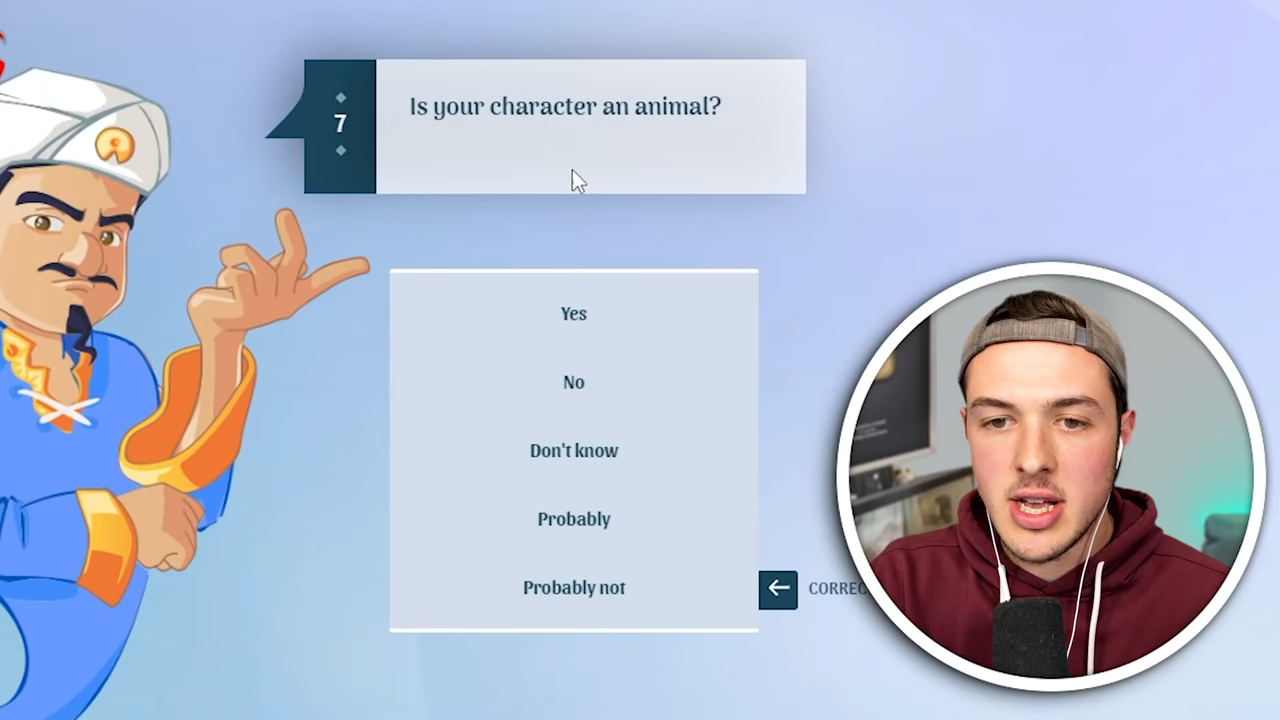 7
Is your character an animal?
Yes
No
Don't know
Probably
Probably not
CORREC